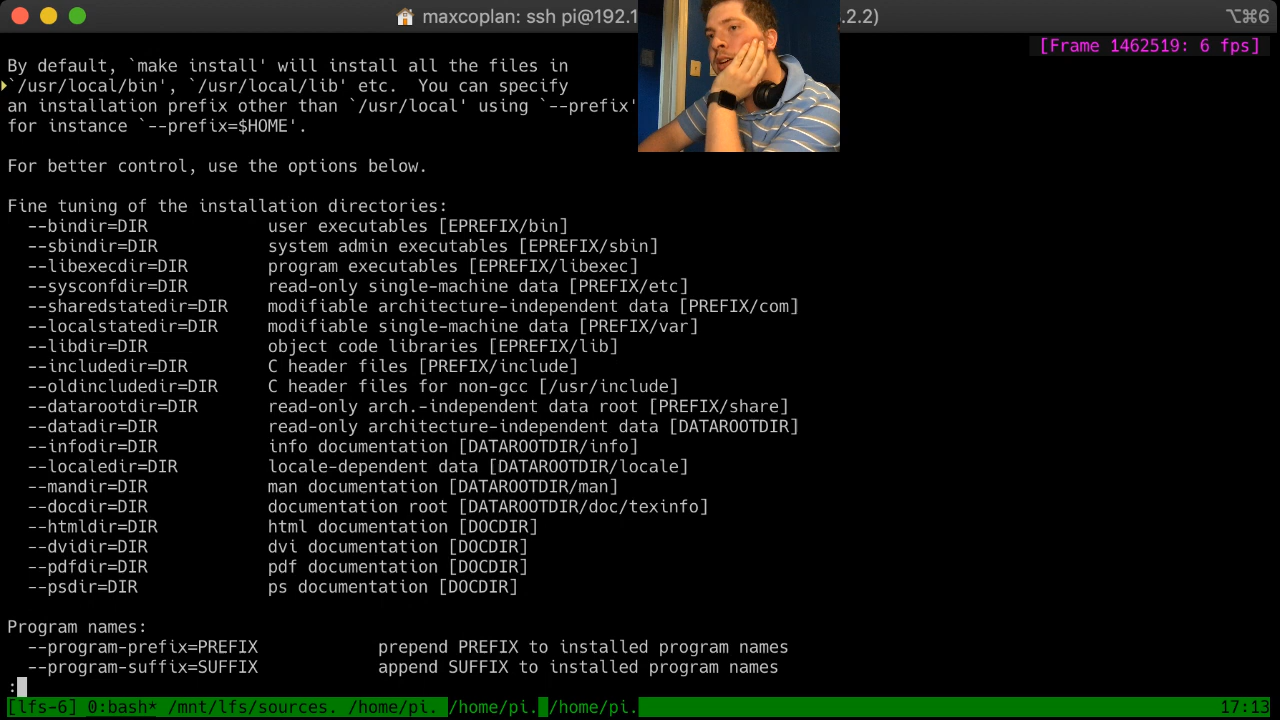 maxcoplan: ssh pi@192.1 .2.2)
⌥⌘6
[Frame 1462519: 6 fps]
By default, `make install' will install all the files in
`/usr/local/bin', `/usr/local/lib' etc.  You can specify
an installation prefix other than `/usr/local' using `--prefix'
for instance `--prefix=$HOME'.
For better control, use the options below.
Fine tuning of the installation directories:
--bindir=DIR            user executables [EPREFIX/bin]
--sbindir=DIR           system admin executables [EPREFIX/sbin]
--libexecdir=DIR        program executables [EPREFIX/libexec]
--sysconfdir=DIR        read-only single-machine data [PREFIX/etc]
--sharedstatedir=DIR    modifiable architecture-independent data [PREFIX/com]
--localstatedir=DIR     modifiable single-machine data [PREFIX/var]
--libdir=DIR            object code libraries [EPREFIX/lib]
--includedir=DIR        C header files [PREFIX/include]
--oldincludedir=DIR     C header files for non-gcc [/usr/include]
--datarootdir=DIR       read-only arch.-independent data root [PREFIX/share]
--datadir=DIR           read-only architecture-independent data [DATAROOTDIR]
--infodir=DIR           info documentation [DATAROOTDIR/info]
--localedir=DIR         locale-dependent data [DATAROOTDIR/locale]
--mandir=DIR            man documentation [DATAROOTDIR/man]
--docdir=DIR            documentation root [DATAROOTDIR/doc/texinfo]
--htmldir=DIR           html documentation [DOCDIR]
--dvidir=DIR            dvi documentation [DOCDIR]
--pdfdir=DIR            pdf documentation [DOCDIR]
--psdir=DIR             ps documentation [DOCDIR]
Program names:
--program-prefix=PREFIX            prepend PREFIX to installed program names
--program-suffix=SUFFIX            append SUFFIX to installed program names
:
[lfs-6] 0:bash* /mnt/lfs/sources. /home/pi. /home/pi. /home/pi. 17:13